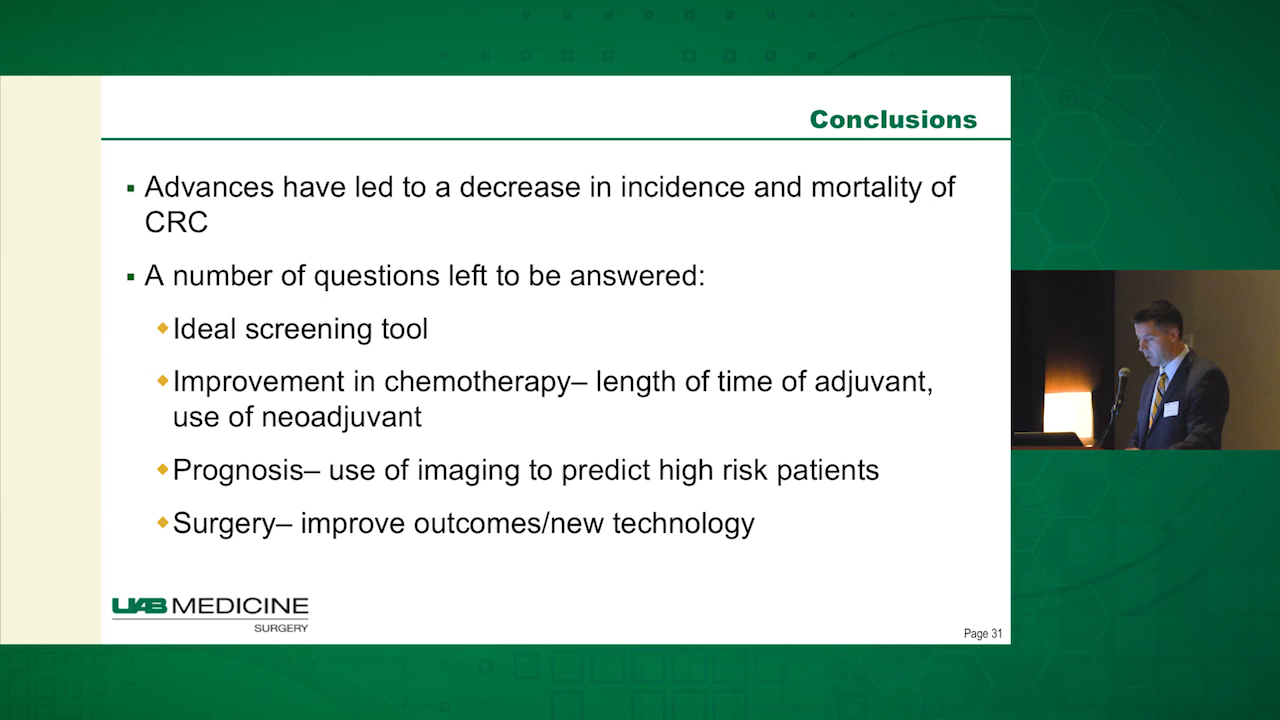 Conclusions
Advances have led to a decrease in incidence and mortality of
CRC
A number of questions left to be answered:
Ideal screening tool
Improvement in chemotherapy– length of time of adjuvant,
use of neoadjuvant
Prognosis– use of imaging to predict high risk patients
Surgery– improve outcomes/new technology
UAB MEDICINE
SURGERY
Page 31